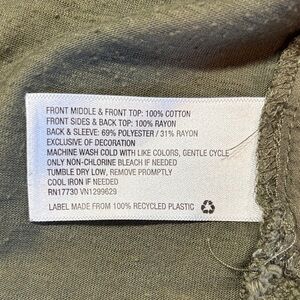 FRONT MIDDLE & FRONT TOP: 100% COTTON
FRONT SIDES & BACK TOP: 100% RAYON
BACK & SLEEVE: 69% POLYESTER / 31% RAYON
EXCLUSIVE OF DECORATION
MACHINE WASH COLD WITH LIKE COLORS, GENTLE CYCLE
ONLY NON-CHLORINE BLEACH IF NEEDED
TUMBLE DRY LOW, REMOVE PROMPTLY
COOL IRON IF NEEDED
RN17730 VN1299629
LABEL MADE FROM 100% RECYCLED PLASTIC